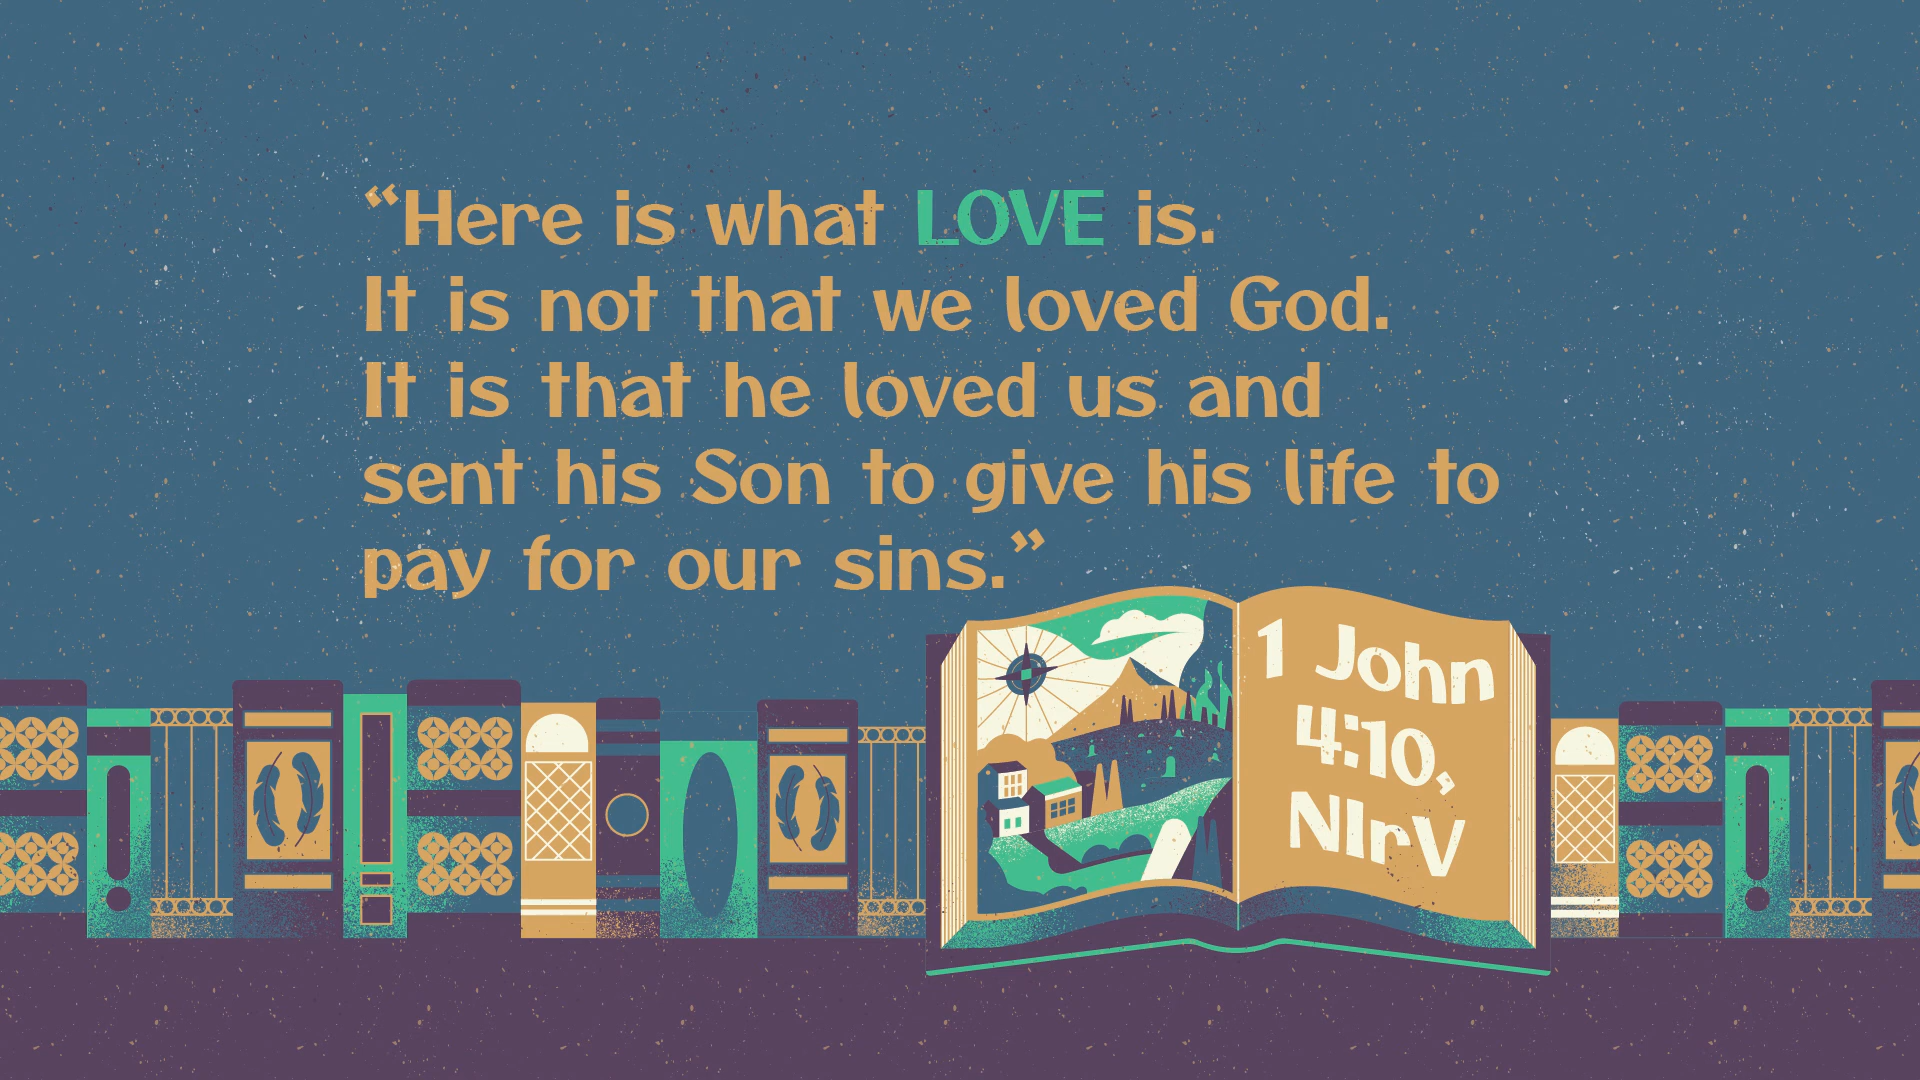 “Here is what LOVE is.
It is not that we loved God.
It is that he loved us and
sent his Son to give his life to
pay for our sins.”
1 John
4:10,
NIrV